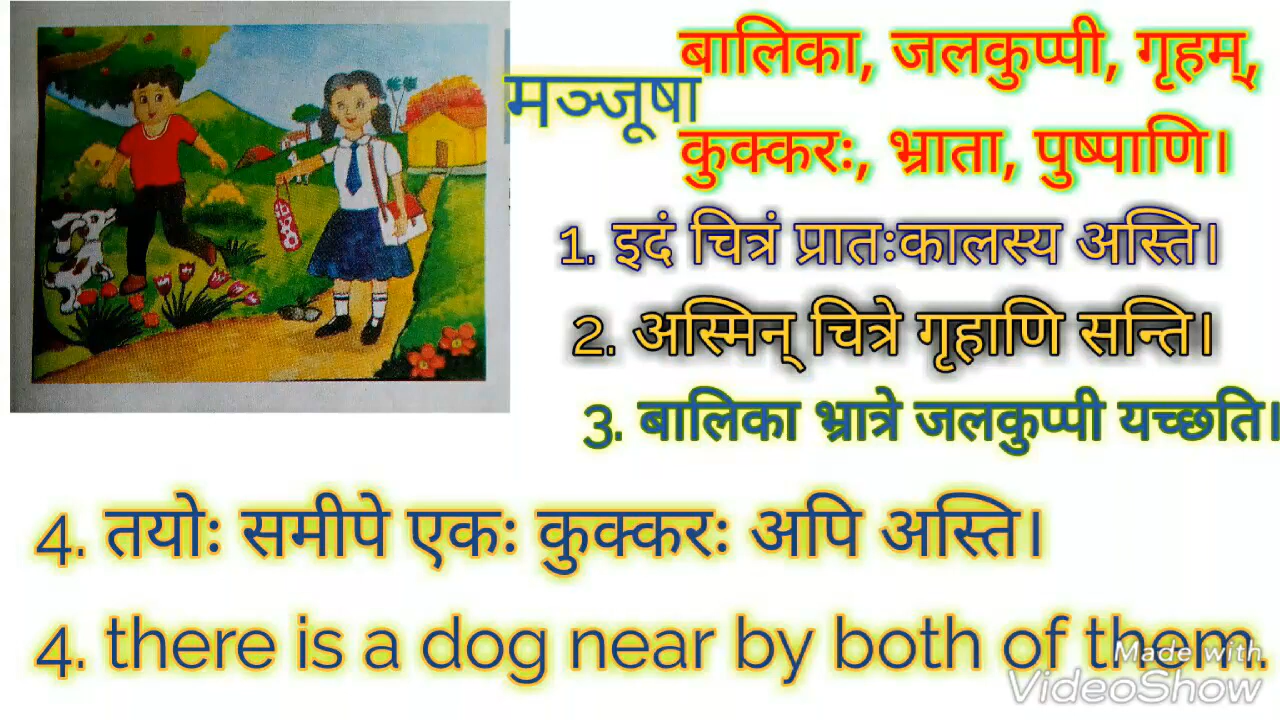 मञ्जूषा
बालिका, जलकुप्पी, गृहम्,
कुक्करः, भ्राता, पुष्पाणि।
1. इदं चित्रं प्रातःकालस्य अस्ति।
2. अस्मिन् चित्रे गृहाणि सन्ति।
3. बालिका भ्रात्रे जलकुप्पी यच्छति।
4. तयोः समीपे एकः कुक्करः अपि अस्ति।
4. there is a dog near by both of them.
Made with
VideoShow